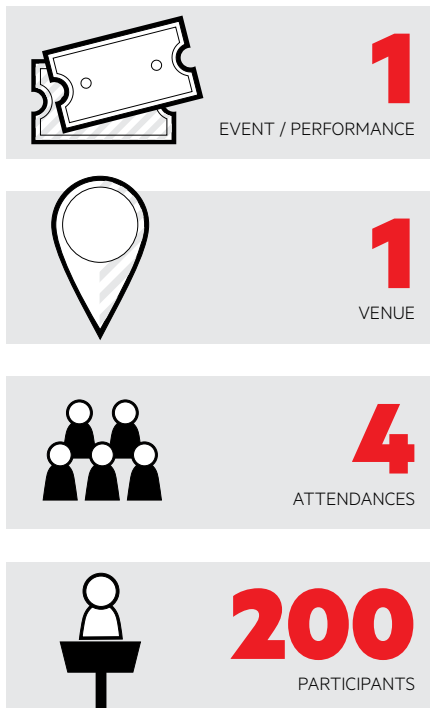 1
EVENT / PERFORMANCE
1
VENUE
4
ATTENDANCES
200
PARTICIPANTS